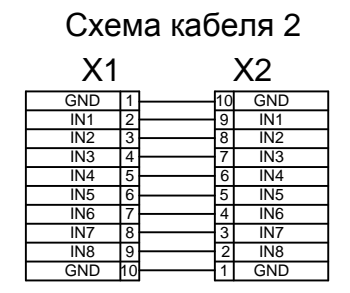 Схема кабеля 2
X1 X2
GND 1 10 GND
IN1 2 9 IN1
IN2 3 8 IN2
IN3 4 7 IN3
IN4 5 6 IN4
IN5 6 5 IN5
IN6 7 4 IN6
IN7 8 3 IN7
IN8 9 2 IN8
GND 10 1 GND